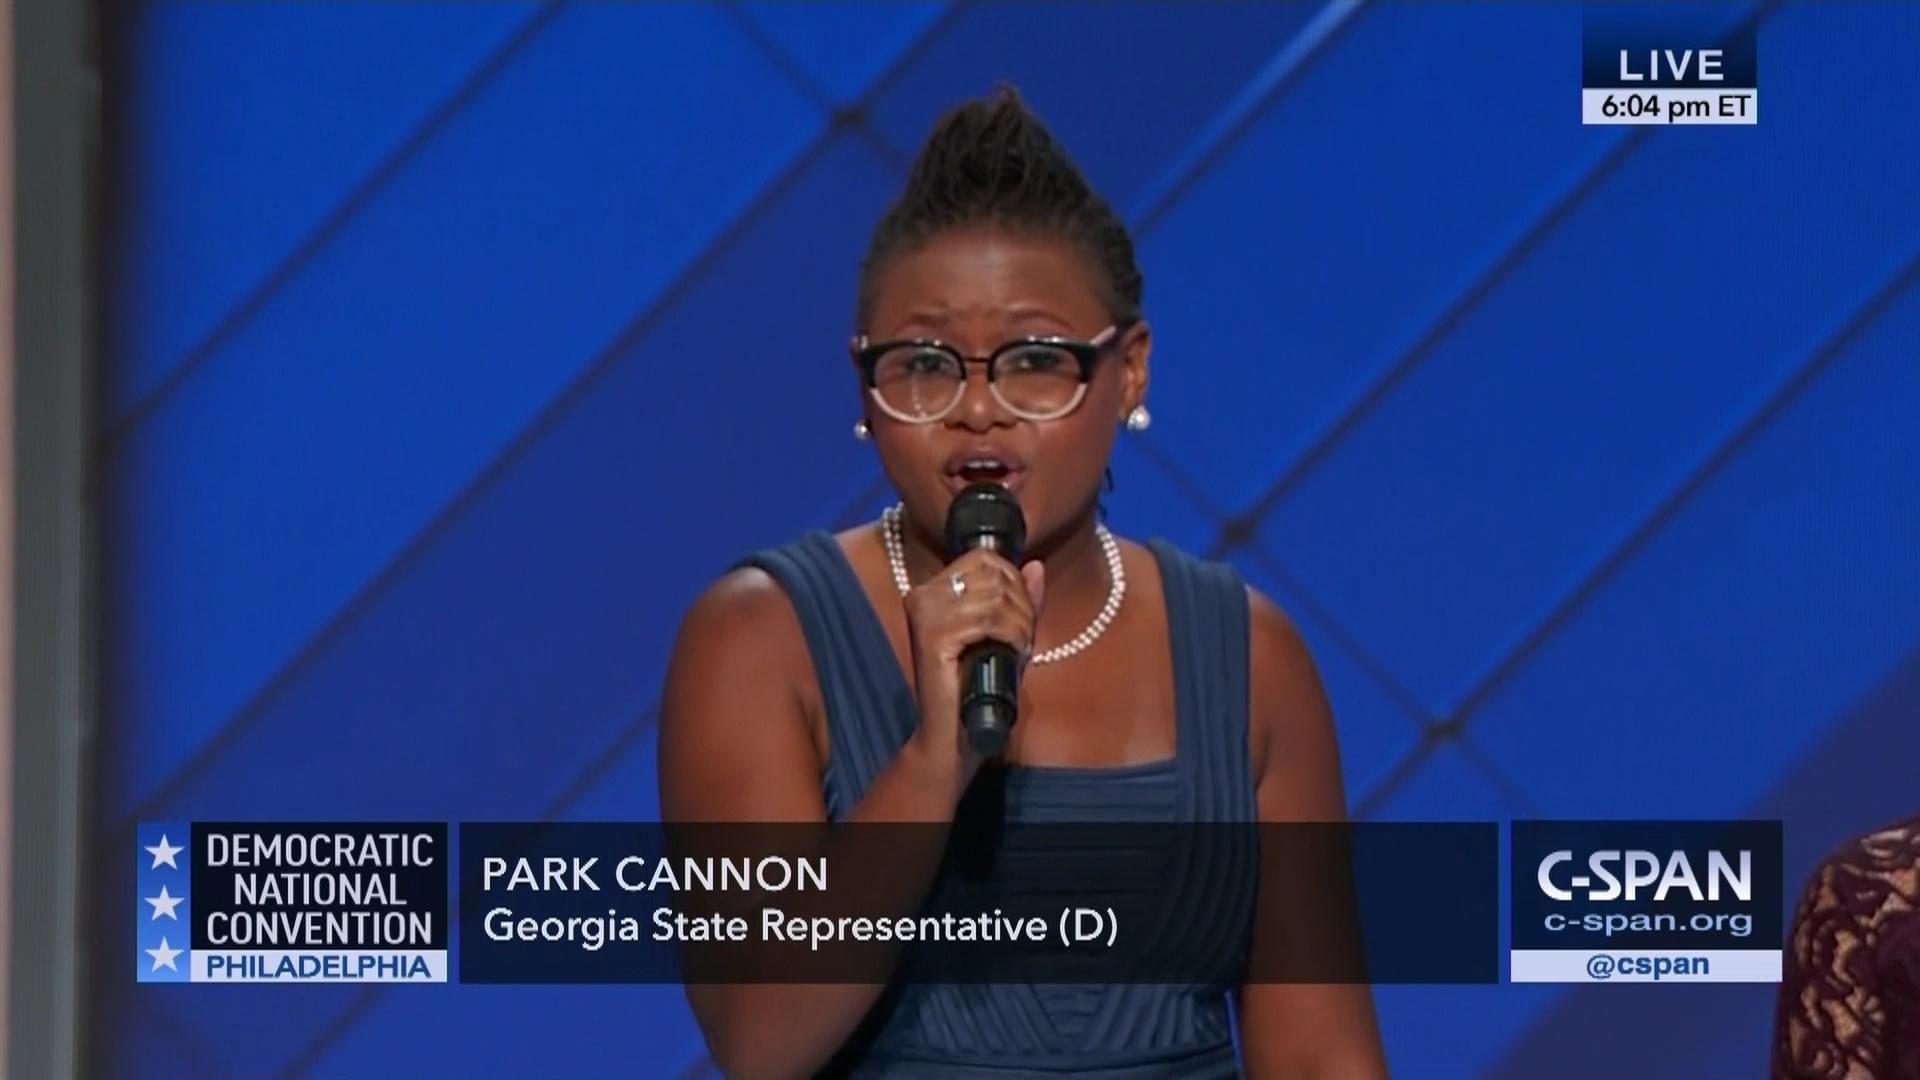 LIVE
6:04 pm ET
DEMOCRATIC
NATIONAL
CONVENTION
PHILADELPHIA
PARK CANNON
Georgia State Representative (D)
C-SPAN
c-span.org
@cspan